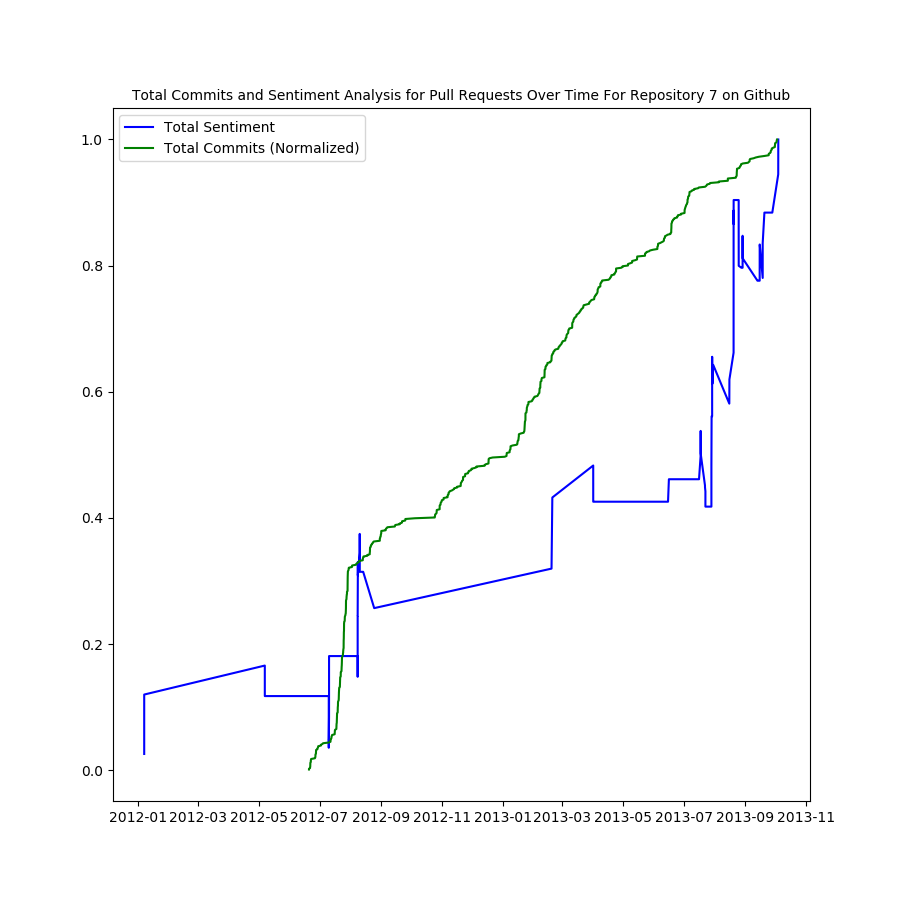 Total Commits and Sentiment Analysis for Pull Requests Over Time For Repository 7 on Github
Total Sentiment
Total Commits (Normalized)
1.0
0.8
0.6
0.4
0.2
0.0
2012-01 2012-03 2012-05 2012-07 2012-09 2012-11 2013-01 2013-03 2013-05 2013-07 2013-09 2013-11